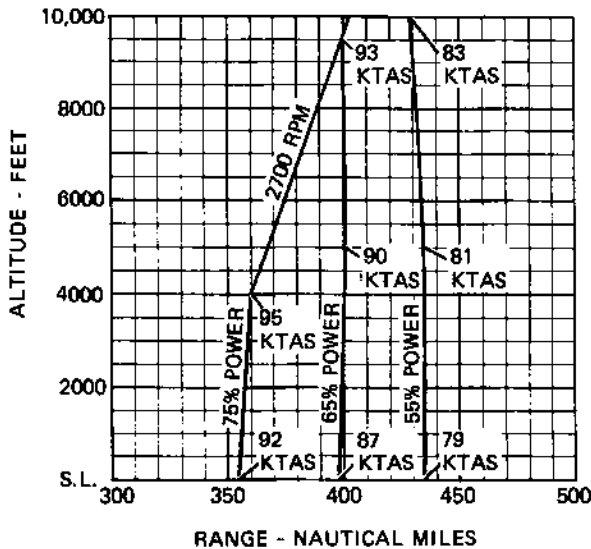 10,000
8000
6000
4000
2000
S.L.
ALTITUDE - FEET
2700 RPM
93
KTAS
83
KTAS
90
KTAS
81
KTAS
95
KTAS
75% POWER
65% POWER
55% POWER
92
KTAS
87
KTAS
79
KTAS
300
350
400
450
500
RANGE - NAUTICAL MILES